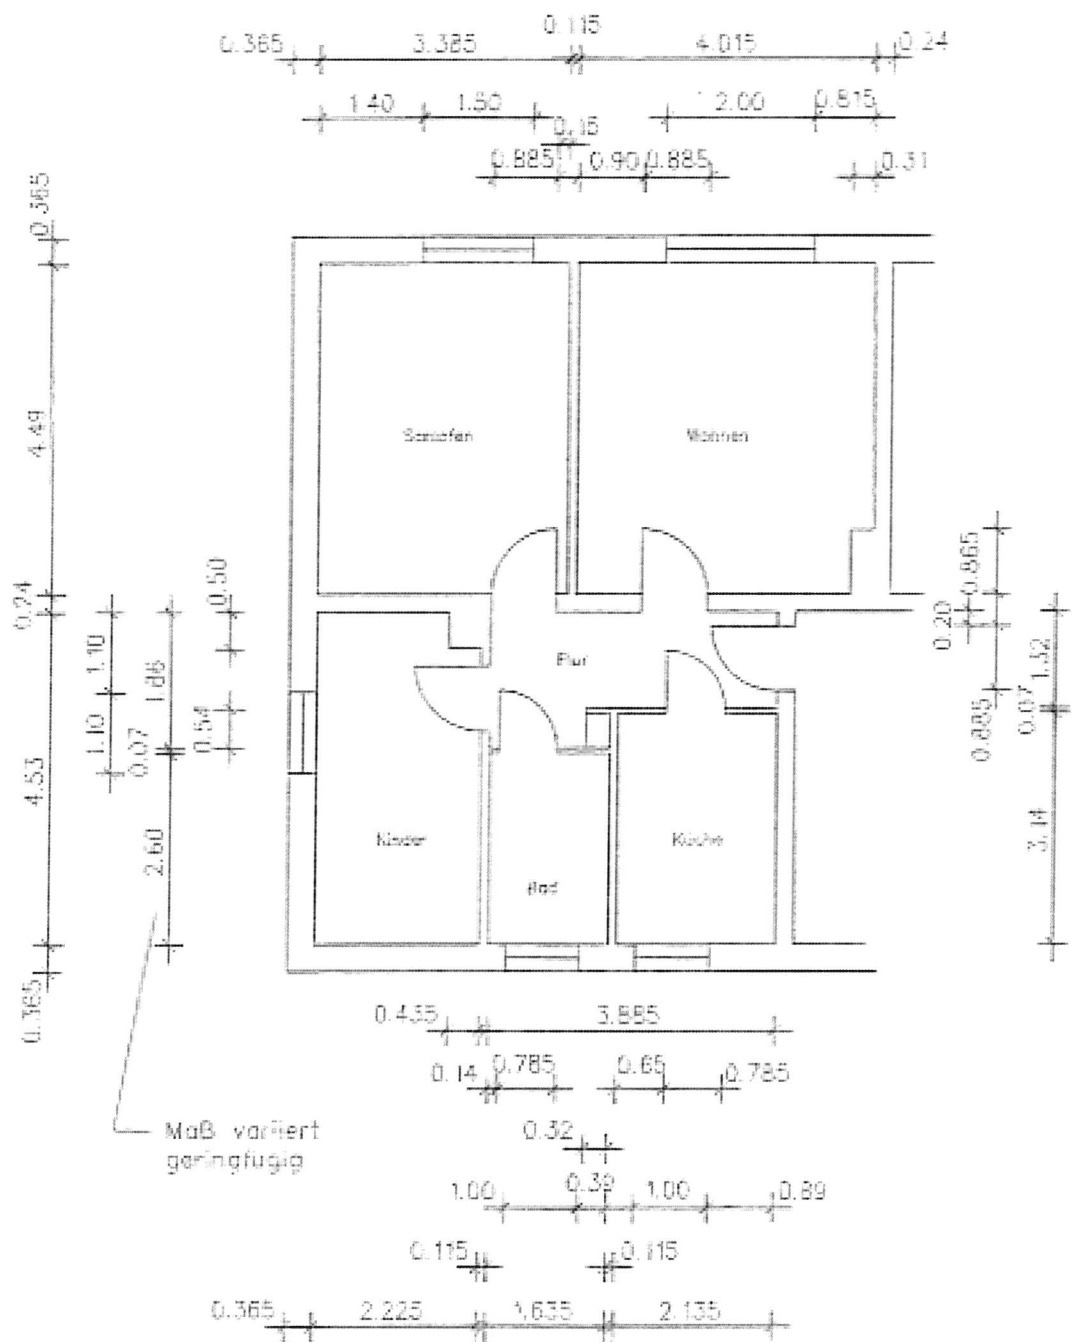 0.115
0.365 3.385 4.015 0.24
1.40 1.50 2.00 0.815
0.15
0.885 0.90 0.885 0.31
0.365
4.49
Schlafen Wohnen
0.24
0.50
0.865
0.20
1.10
1.86
Flur
1.32
0.885
0.07
1.10
0.07
0.54
4.53
2.60
Kinder
Küche
Bad
3.14
0.365
0.435 3.885
0.14 0.785 0.65 0.785
Maß variiert
geringfügig
0.32
1.00 0.39 1.00 0.89
0.115 0.115
0.365 2.225 1.635 2.135